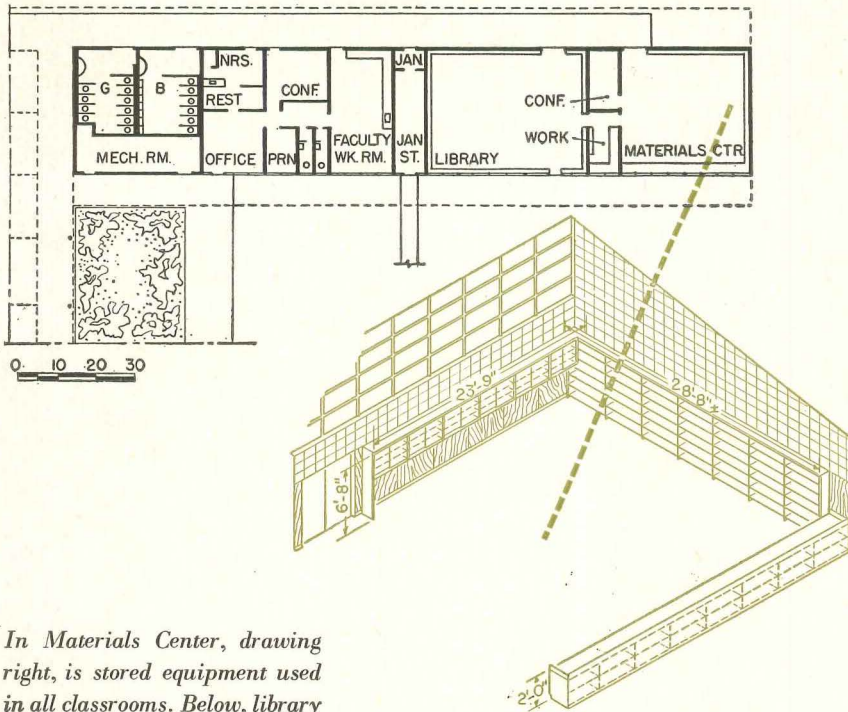 NRS.
JAN.
G
B
CONF.
REST
CONF.
WORK
MECH. RM.
OFFICE
PRN
FACULTY
WK. RM.
JAN
ST.
LIBRARY
MATERIALS CTR
0 10 20 30
23'-9"
28'-8"±
6'-8"
2'-0"
In Materials Center, drawing
right, is stored equipment used
in all classrooms. Below, library